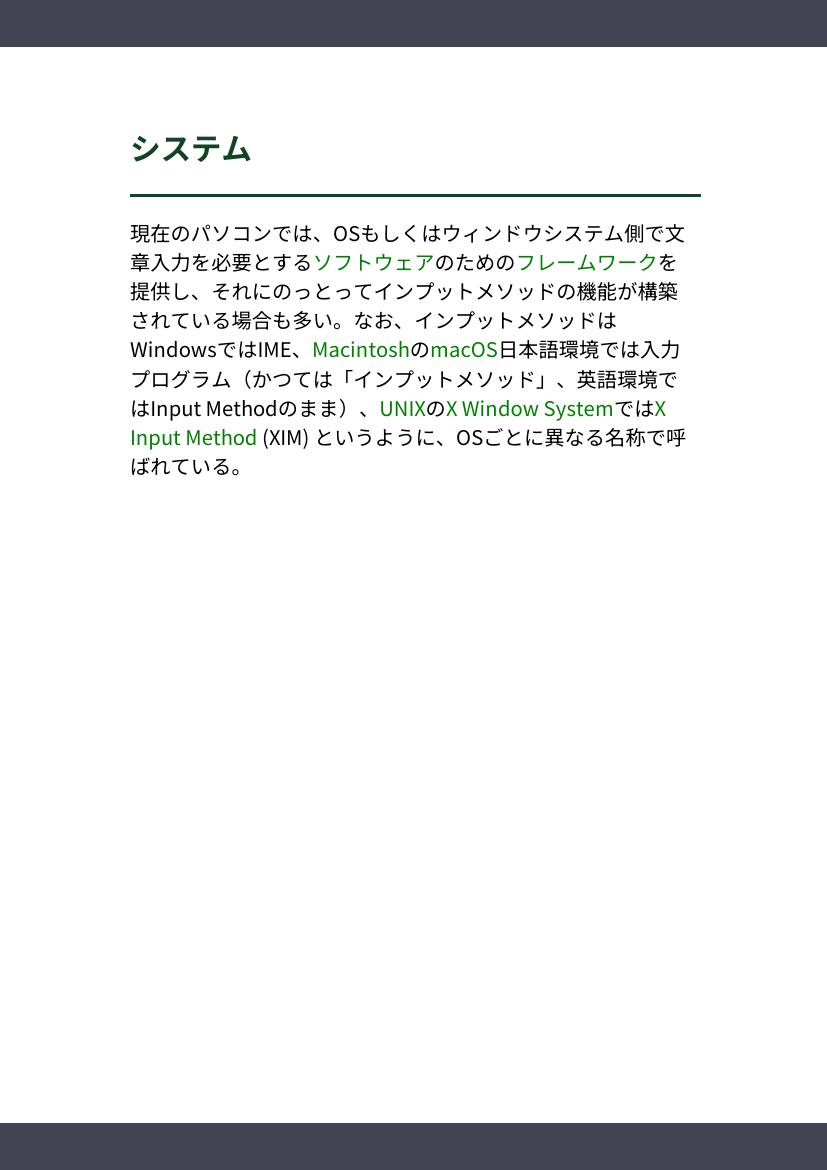 システム
現在のパソコンでは、OSもしくはウィンドウシステム側で文
章入力を必要とするソフトウェアのためのフレームワークを
提供し、それにのっとってインプットメソッドの機能が構築
されている場合も多い。なお、インプットメソッドは
WindowsではIME、MacintoshのmacOS日本語環境では入力
プログラム（かつては「インプットメソッド」、英語環境で
はInput Methodのまま）、UNIXのX Window SystemではX
Input Method (XIM) というように、OSごとに異なる名称で呼
ばれている。